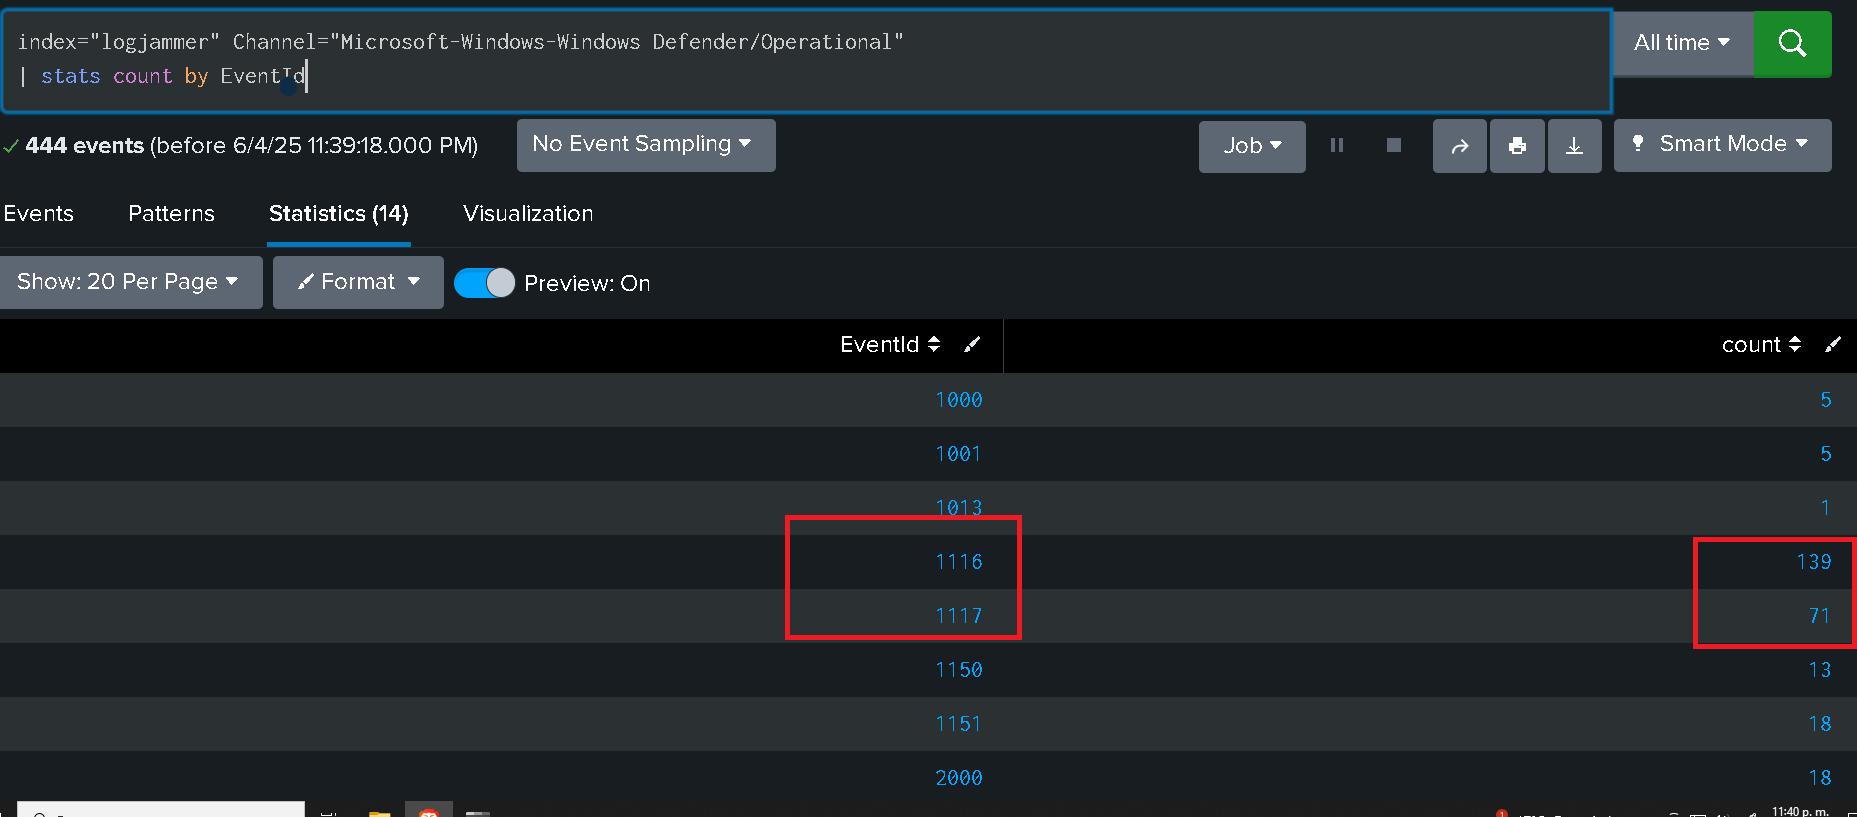 index="logjammer" Channel="Microsoft-Windows-Windows Defender/Operational"
| stats count by EventId
All time
444 events (before 6/4/25 11:39:18.000 PM)
No Event Sampling
Job
Smart Mode
Events
Patterns
Statistics (14)
Visualization
Show: 20 Per Page
Format
Preview: On
EventId
count
1000 5
1001 5
1013 1
1116 139
1117 71
1150 13
1151 18
2000 18
1
11:40 p. m.